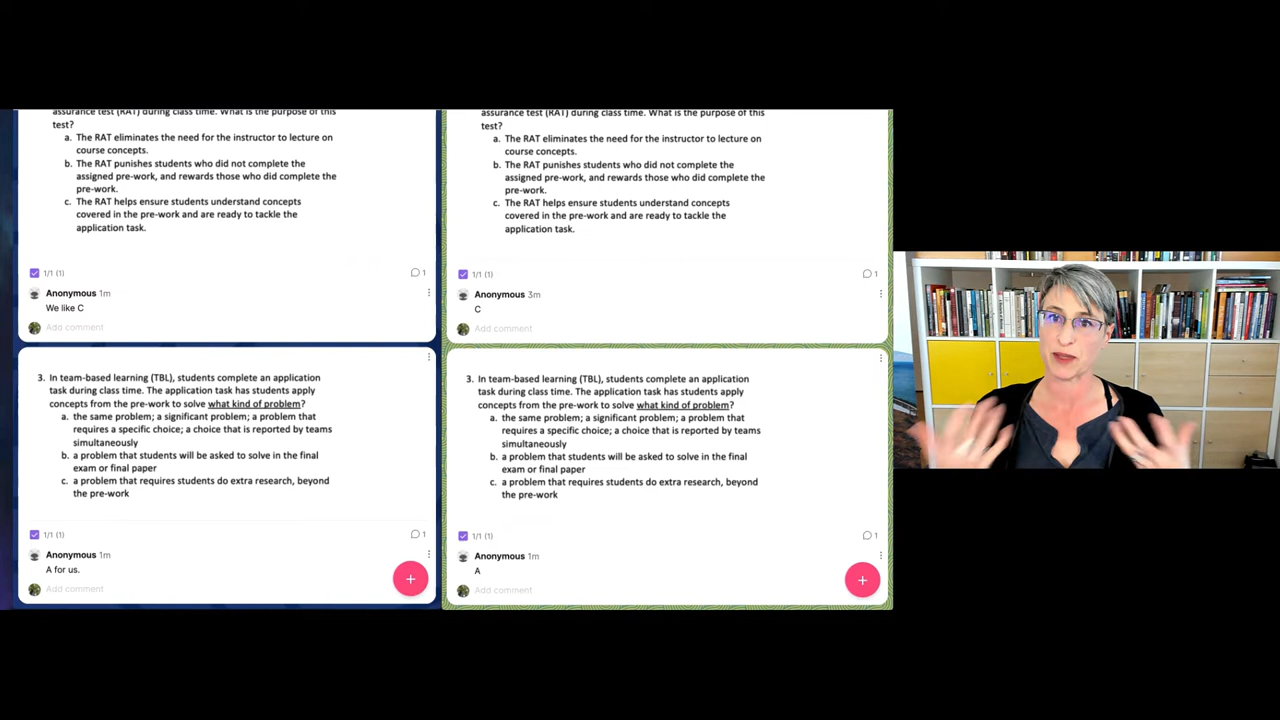 assurance test (RAT) during class time. What is the purpose of this
test?
a. The RAT eliminates the need for the instructor to lecture on
course concepts.
b. The RAT punishes students who did not complete the
assigned pre-work, and rewards those who did complete the
pre-work.
c. The RAT helps ensure students understand concepts
covered in the pre-work and are ready to tackle the
application task.
1/1 (1)
1
Anonymous 1m
We like C
Add comment
3. In team-based learning (TBL), students complete an application
task during class time. The application task has students apply
concepts from the pre-work to solve what kind of problem?
a. the same problem; a significant problem; a problem that
requires a specific choice; a choice that is reported by teams
simultaneously
b. a problem that students will be asked to solve in the final
exam or final paper
c. a problem that requires students do extra research, beyond
the pre-work
1/1 (1)
1
Anonymous 1m
A for us.
Add comment
+
assurance test (RAT) during class time. What is the purpose of this
test?
a. The RAT eliminates the need for the instructor to lecture on
course concepts.
b. The RAT punishes students who did not complete the
assigned pre-work, and rewards those who did complete the
pre-work.
c. The RAT helps ensure students understand concepts
covered in the pre-work and are ready to tackle the
application task.
1/1 (1)
1
Anonymous 3m
C
Add comment
3. In team-based learning (TBL), students complete an application
task during class time. The application task has students apply
concepts from the pre-work to solve what kind of problem?
a. the same problem; a significant problem; a problem that
requires a specific choice; a choice that is reported by teams
simultaneously
b. a problem that students will be asked to solve in the final
exam or final paper
c. a problem that requires students do extra research, beyond
the pre-work
1/1 (1)
1
Anonymous 1m
A
Add comment
+